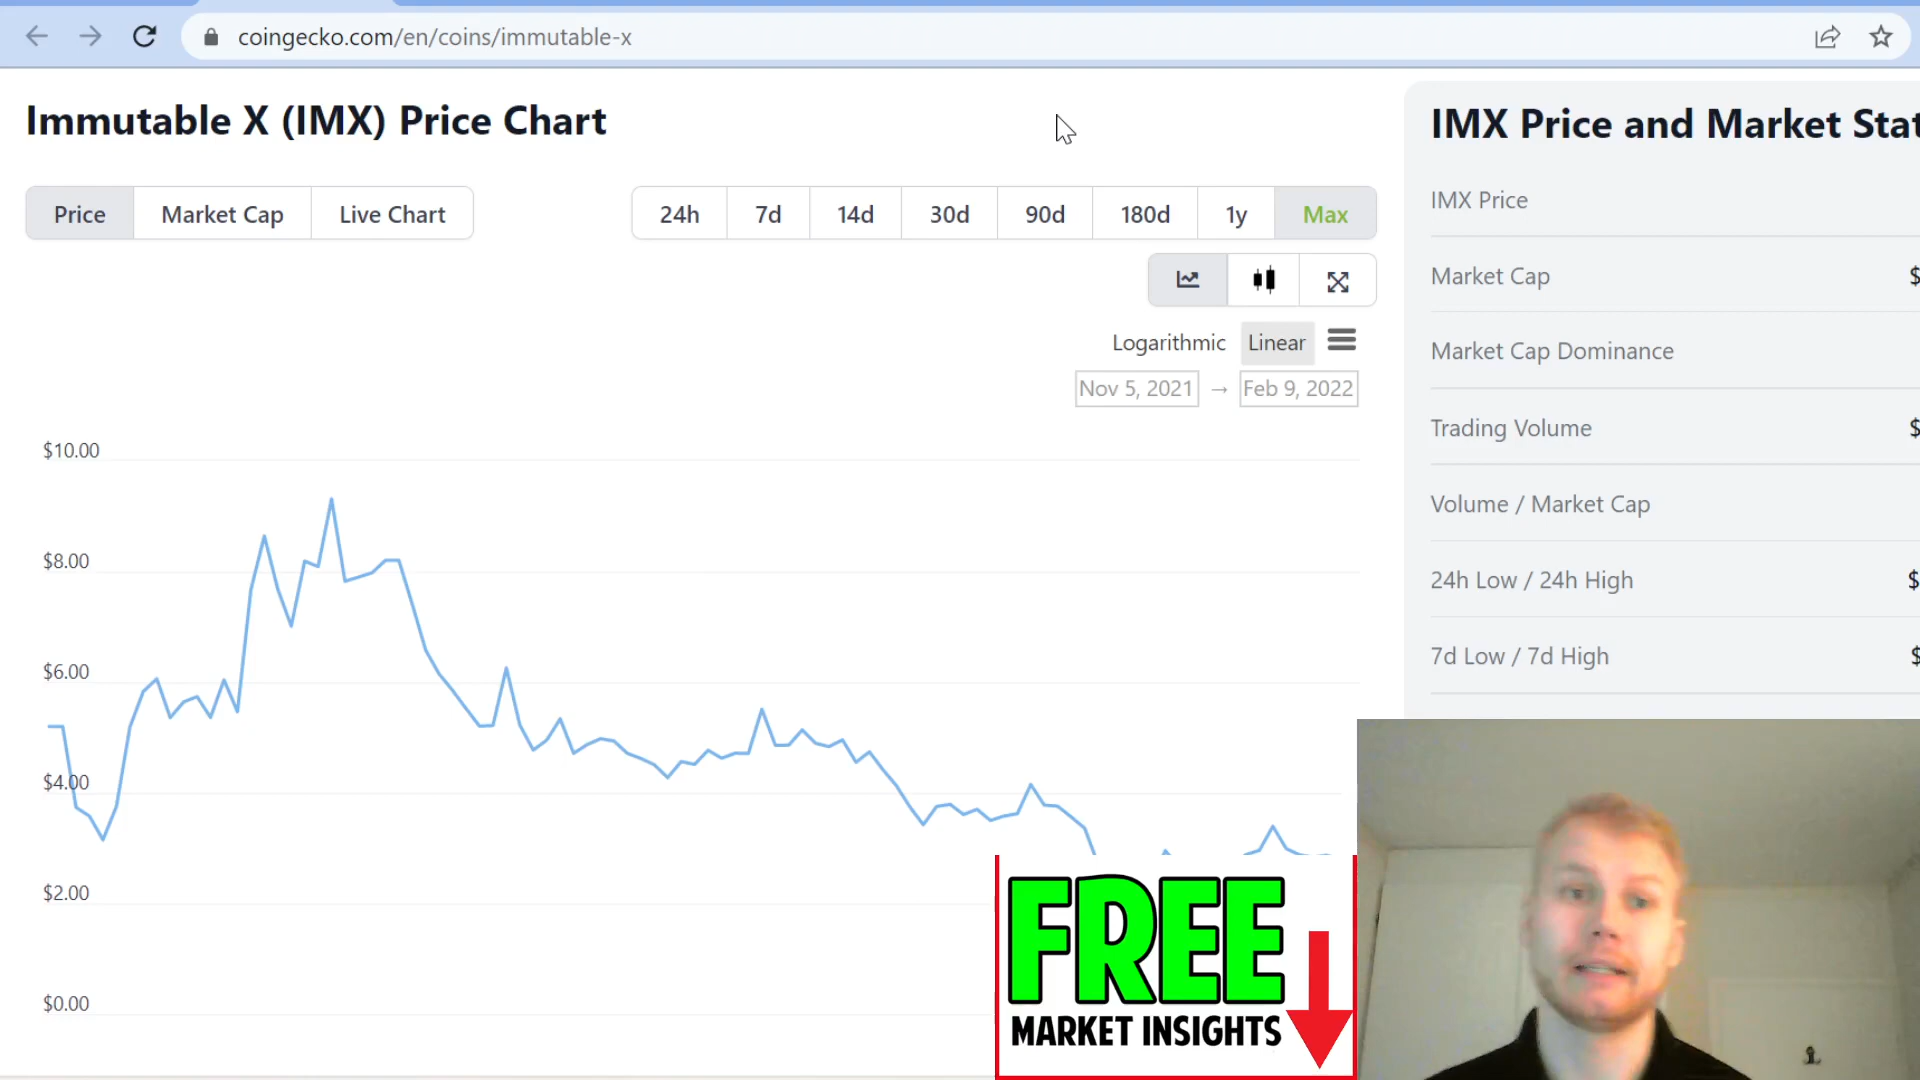 coingecko.com/en/coins/immutable-x
Immutable X (IMX) Price Chart
Price Market Cap Live Chart
24h 7d 14d 30d 90d 180d 1y Max
Logarithmic Linear
Nov 5, 2021 → Feb 9, 2022
$10.00
$8.00
$6.00
$4.00
$2.00
$0.00
IMX Price and Market Stat
IMX Price
Market Cap $
Market Cap Dominance
Trading Volume $
Volume / Market Cap
24h Low / 24h High $
7d Low / 7d High $
FREE
MARKET INSIGHTS